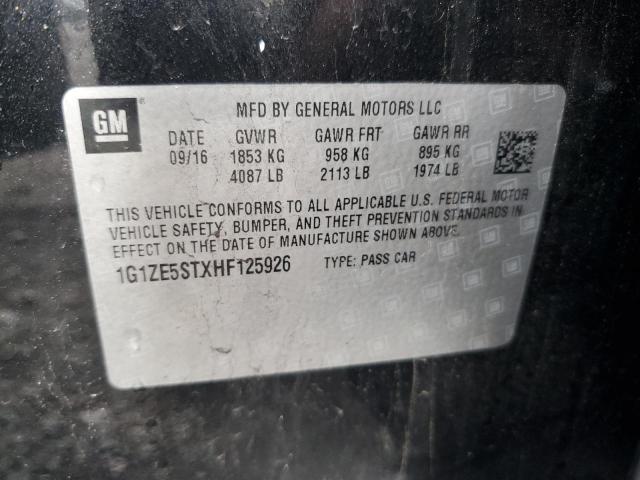 GM
MFD BY GENERAL MOTORS LLC
DATE GVWR GAWR FRT GAWR RR
09/16 1853 KG 958 KG 895 KG
4087 LB 2113 LB 1974 LB
THIS VEHICLE CONFORMS TO ALL APPLICABLE U.S. FEDERAL MOTOR
VEHICLE SAFETY, BUMPER, AND THEFT PREVENTION STANDARDS IN
EFFECT ON THE DATE OF MANUFACTURE SHOWN ABOVE.
1G1ZE5STXHF125926 TYPE: PASS CAR